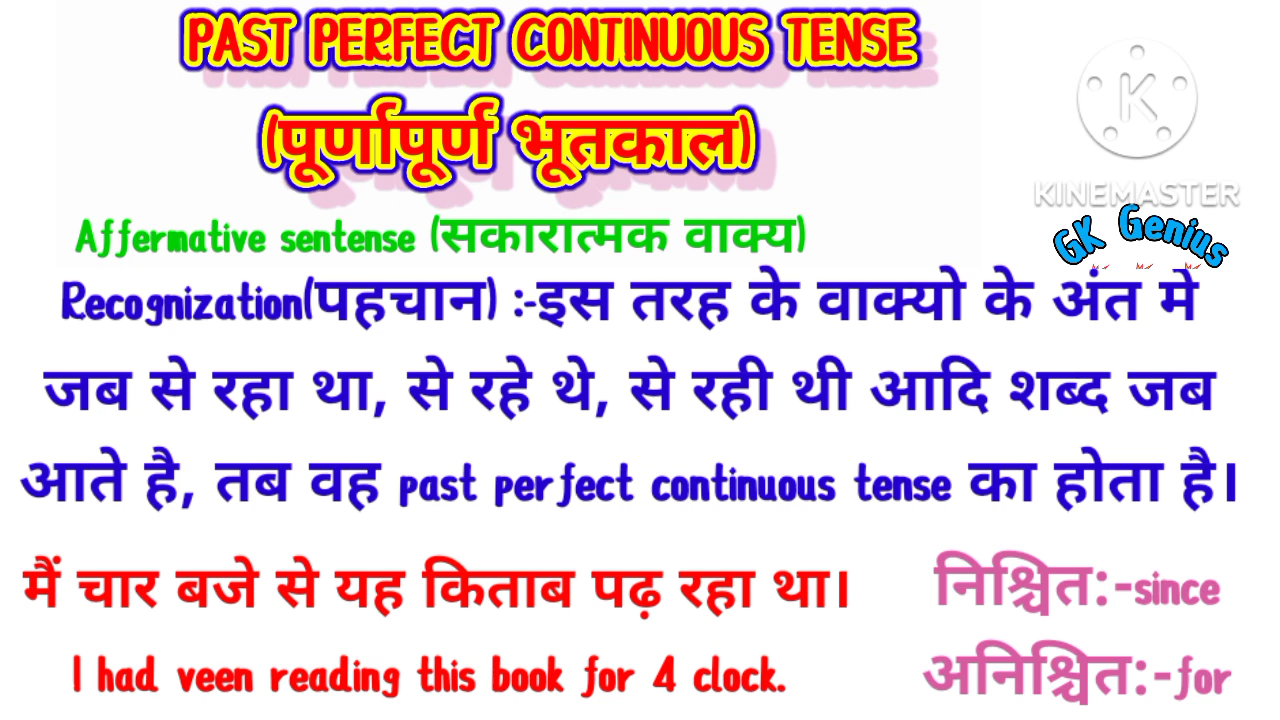 PAST PERFECT CONTINUOUS TENSE
(पूर्णापूर्ण भूतकाल)
KINEMASTER
GK Genius
Affermative sentense (सकारात्मक वाक्य)
Recognization(पहचान) :-इस तरह के वाक्यो के अंत मे
जब से रहा था, से रहे थे, से रही थी आदि शब्द जब
आते है, तब वह past perfect continuous tense का होता है।
मैं चार बजे से यह किताब पढ़ रहा था।
निश्चित:-since
I had veen reading this book for 4 clock.
अनिश्चित:-for